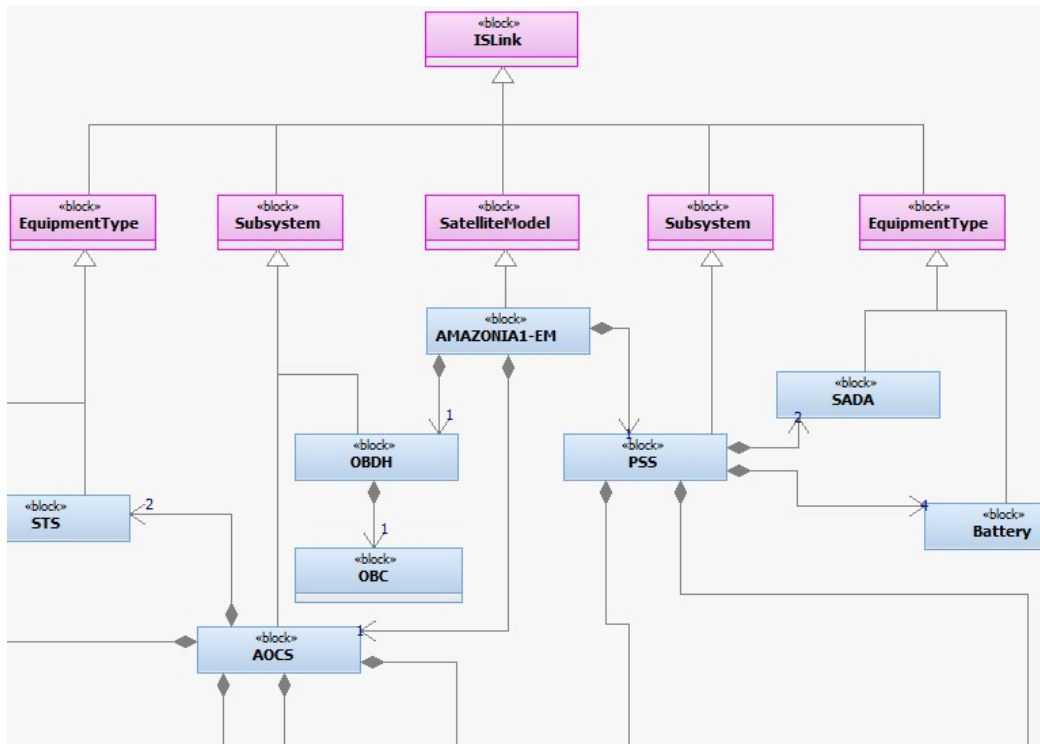 «block»
ISLink
«block»
EquipmentType
«block»
Subsystem
«block»
SatelliteModel
«block»
Subsystem
«block»
EquipmentType
«block»
AMAZONIA1-EM
«block»
SADA
1
1
2
«block»
OBDH
«block»
PSS
«block»
STS
2
4
«block»
Battery
1
«block»
OBC
1
«block»
AOCS